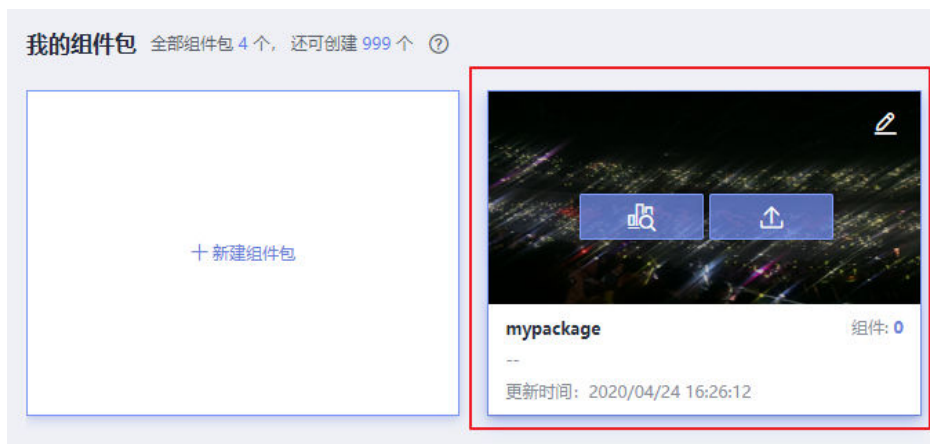 我的组件包 全部组件包 4 个, 还可创建 999 个 ?
+ 新建组件包
mypackage 组件: 0
--
更新时间: 2020/04/24 16:26:12